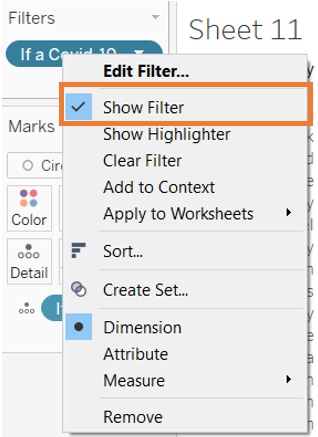 Filters
Sheet 11
If a Covid-19
Edit Filter...
Show Filter
Marks
Show Highlighter
Clear Filter
Add to Context
Apply to Worksheets
Color
Sort...
Detail
Create Set...
Dimension
Attribute
Measure
Remove